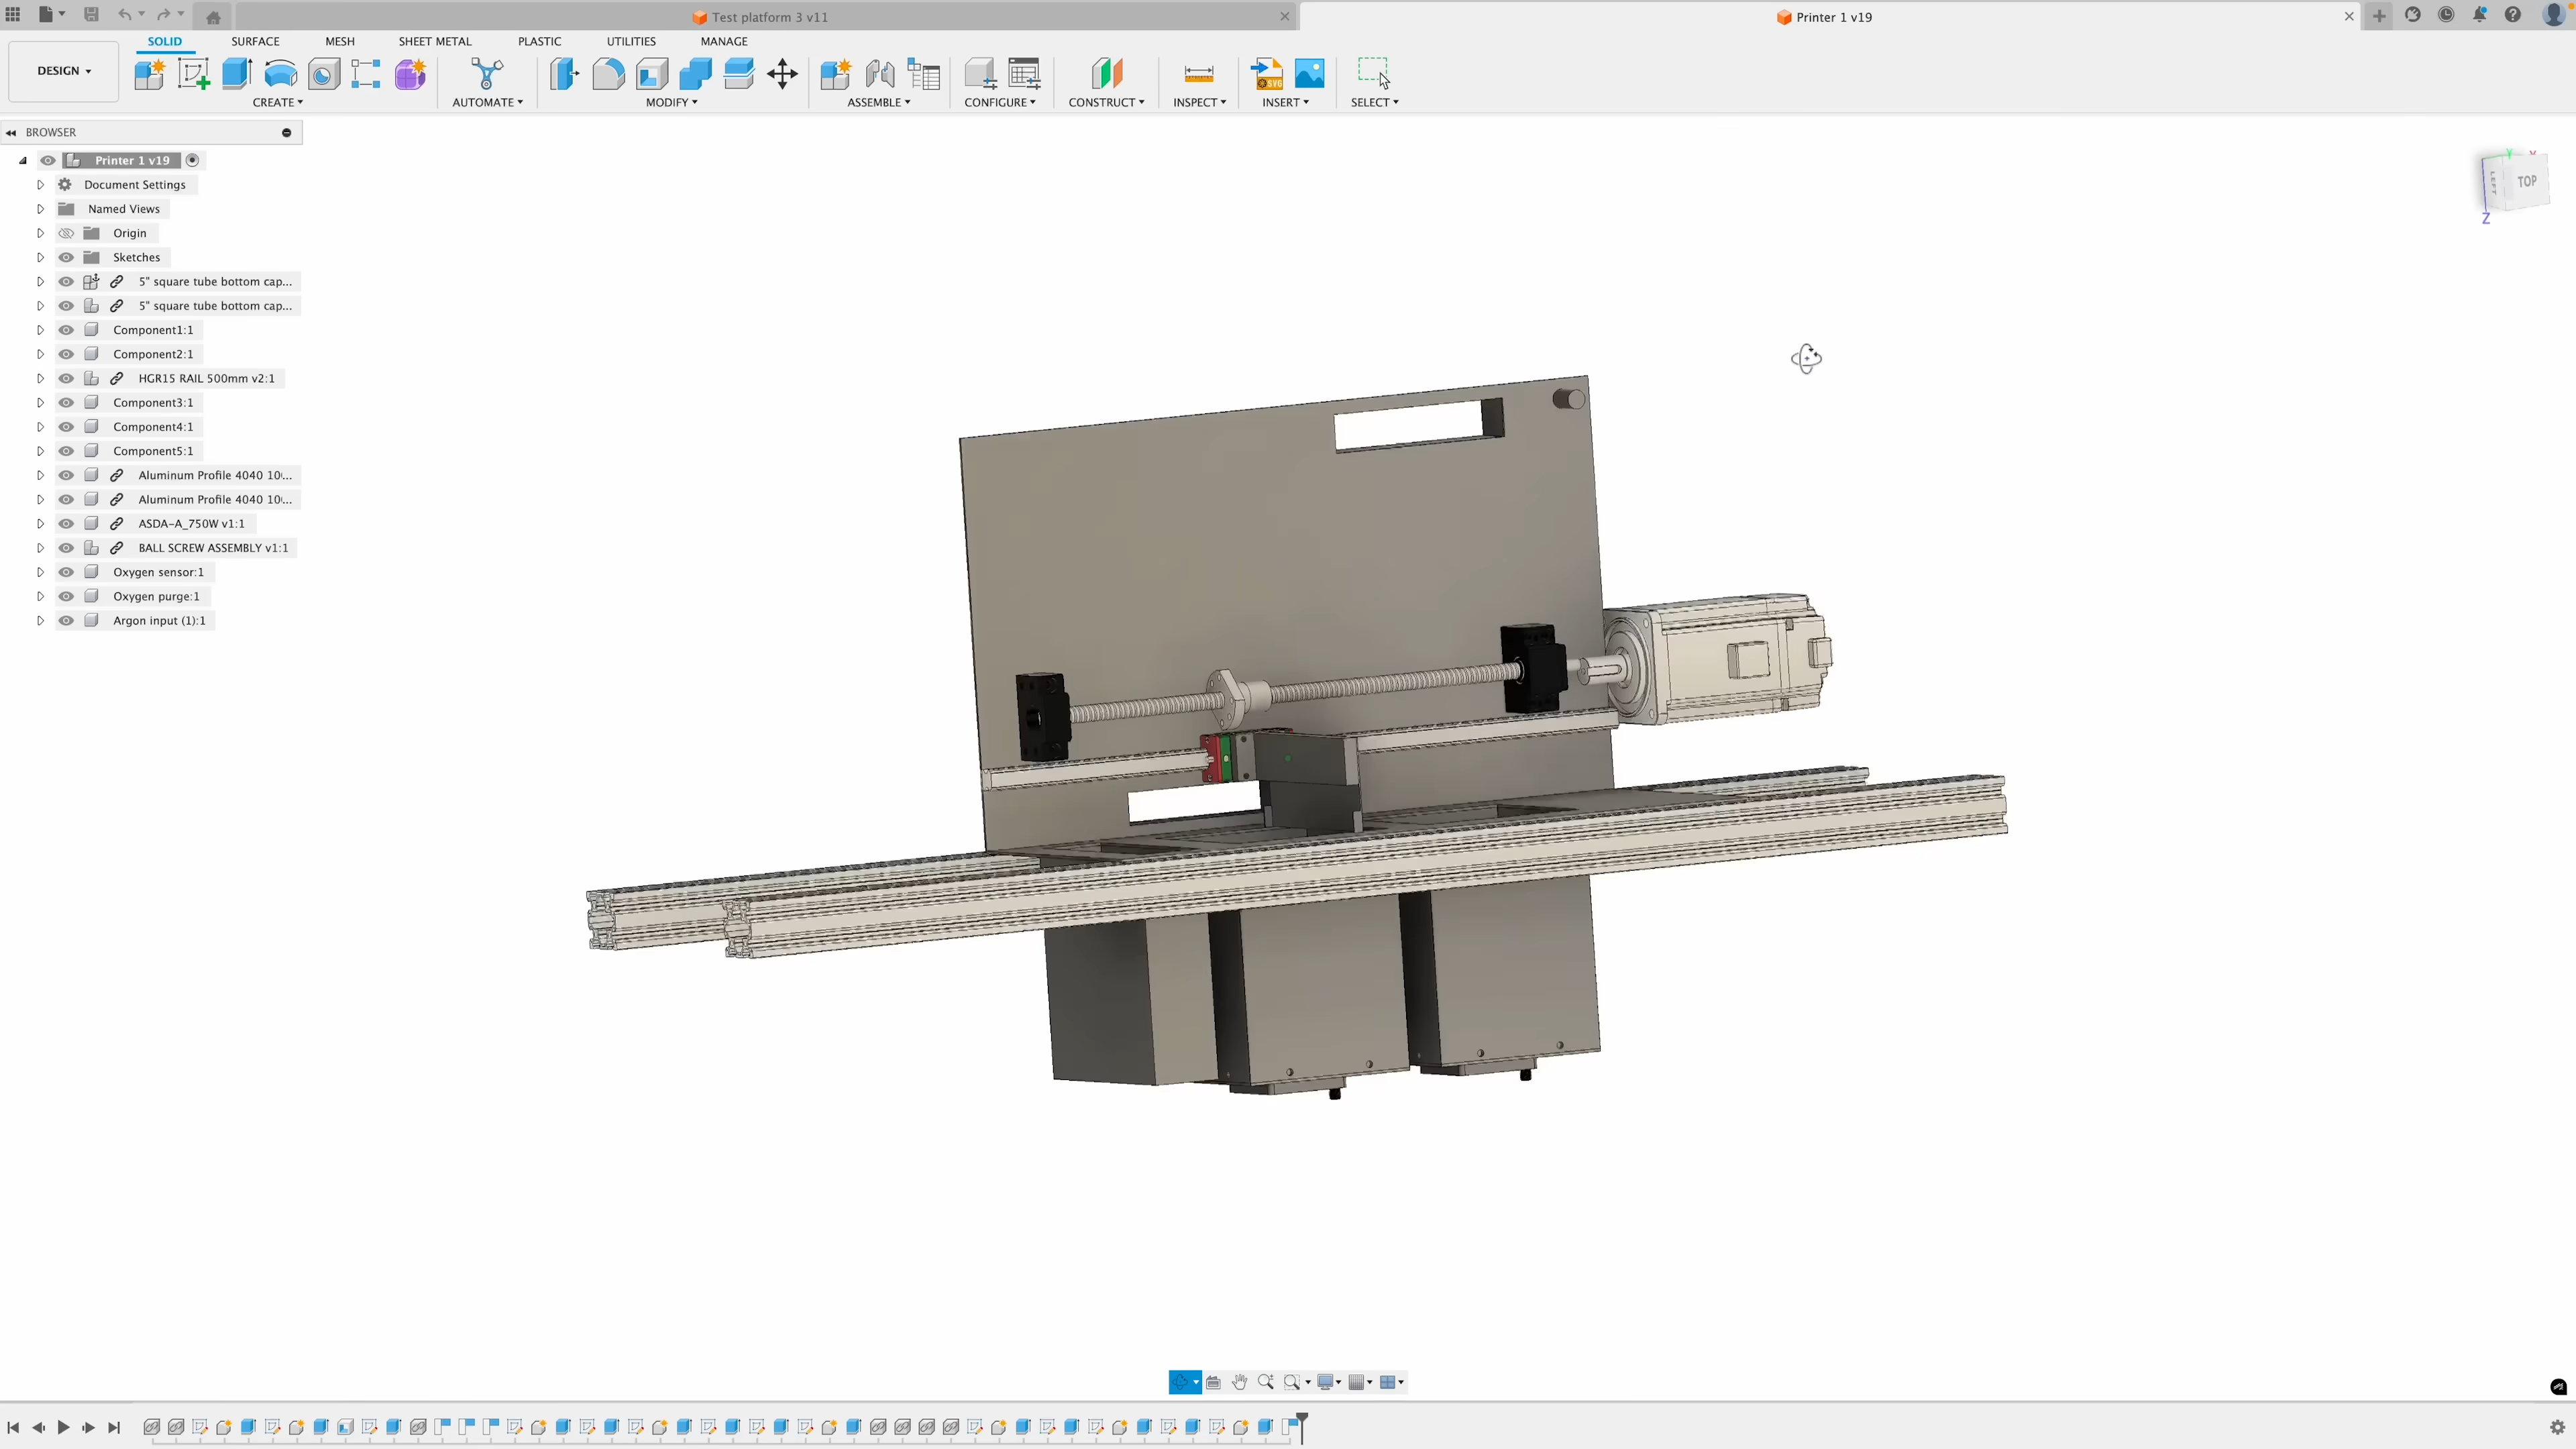 Test platform 3 v11
Printer 1 v19
DESIGN
SOLID SURFACE MESH SHEET METAL PLASTIC UTILITIES MANAGE
CREATE AUTOMATE MODIFY ASSEMBLE CONFIGURE CONSTRUCT INSPECT INSERT SELECT
BROWSER
Printer 1 v19
Document Settings
Named Views
Origin
Sketches
5" square tube bottom cap...
5" square tube bottom cap...
Component1:1
Component2:1
HGR15 RAIL 500mm v2:1
Component3:1
Component4:1
Component5:1
Aluminum Profile 4040 10...
Aluminum Profile 4040 10...
ASDA-A_750W v1:1
BALL SCREW ASSEMBLY v1:1
Oxygen sensor:1
Oxygen purge:1
Argon input (1):1
LEFT
TOP
Z